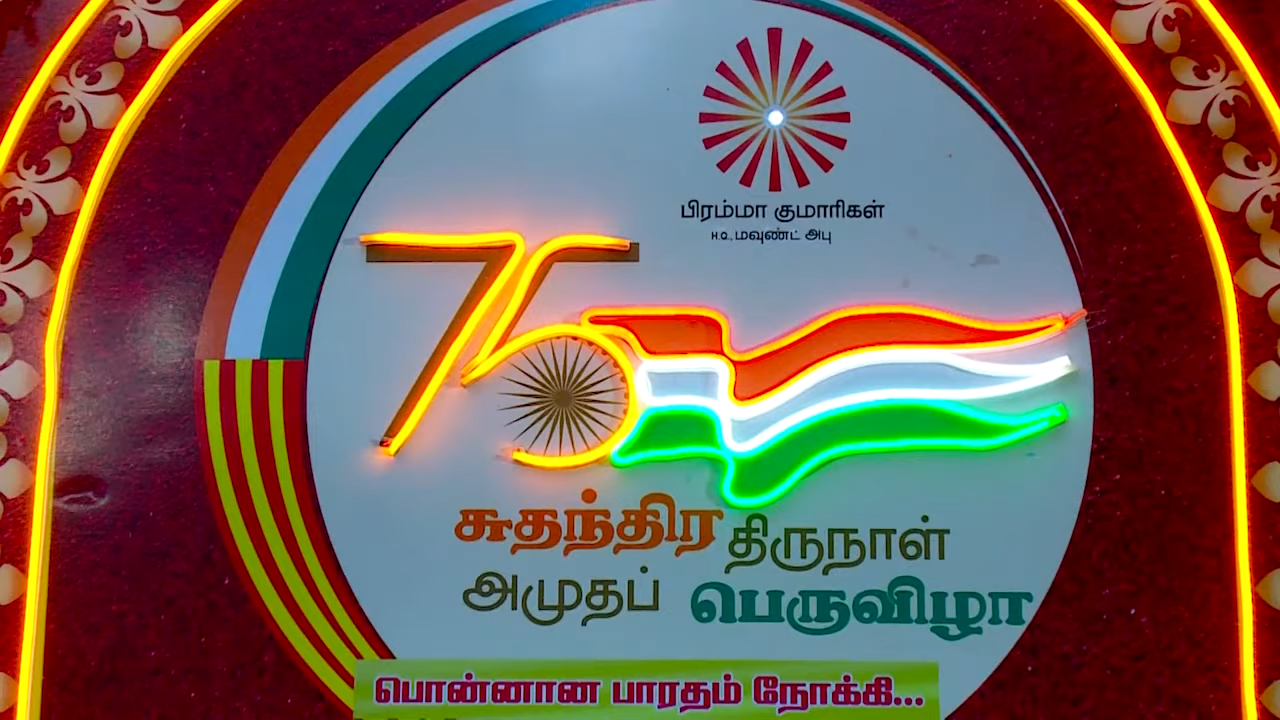 பிரம்மா குமாரிகள்
H.Q., மவுண்ட் அபு
75
சுதந்திர திருநாள்
அமுதப் பெருவிழா
பொன்னான பாரதம் நோக்கி...